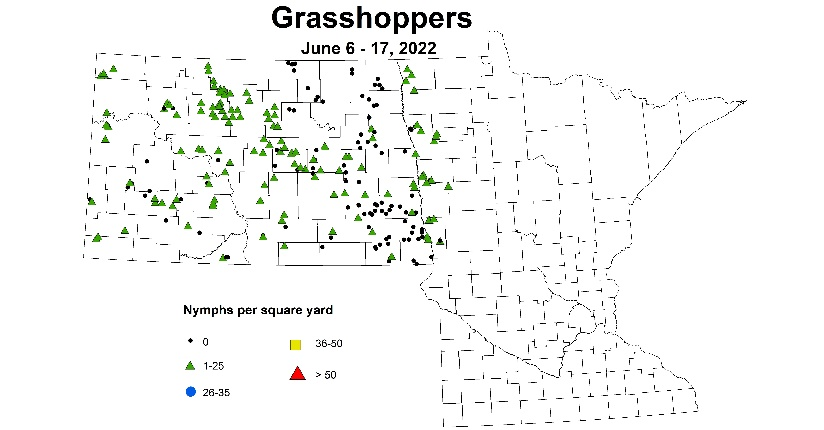 Grasshoppers
June 6 - 17, 2022
Nymphs per square yard
0
1-25
26-35
36-50
> 50